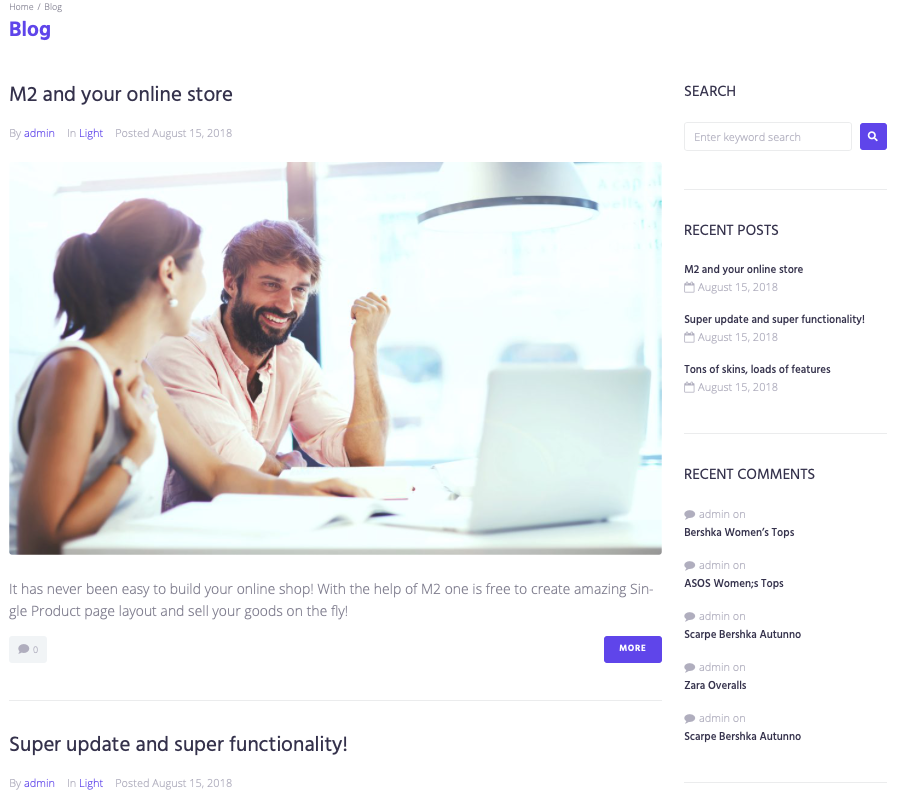 Home / Blog
Blog
M2 and your online store
By admin In Light Posted August 15, 2018
It has never been easy to build your online shop! With the help of M2 one is free to create amazing Sin-
gle Product page layout and sell your goods on the fly!
0
MORE
Super update and super functionality!
By admin In Light Posted August 15, 2018
SEARCH
Enter keyword search
RECENT POSTS
M2 and your online store
August 15, 2018
Super update and super functionality!
August 15, 2018
Tons of skins, loads of features
August 15, 2018
RECENT COMMENTS
admin on
Bershka Women’s Tops
admin on
ASOS Women;s Tops
admin on
Scarpe Bershka Autunno
admin on
Zara Overalls
admin on
Scarpe Bershka Autunno